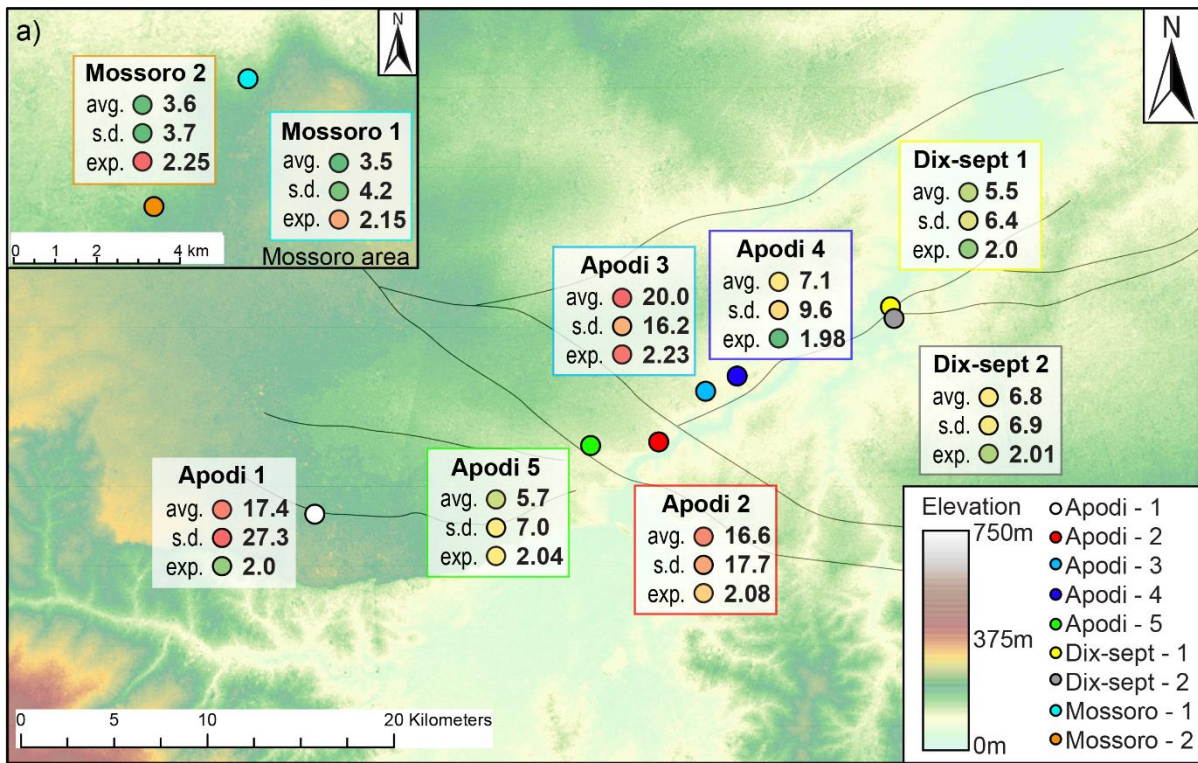 a)
N
Mossoro 2
avg. 3.6
s.d. 3.7
exp. 2.25
Mossoro 1
avg. 3.5
s.d. 4.2
exp. 2.15
0 1 2 4 km
Mossoro area
N
Dix-sept 1
avg. 5.5
s.d. 6.4
exp. 2.0
Apodi 3
avg. 20.0
s.d. 16.2
exp. 2.23
Apodi 4
avg. 7.1
s.d. 9.6
exp. 1.98
Dix-sept 2
avg. 6.8
s.d. 6.9
exp. 2.01
Apodi 1
avg. 17.4
s.d. 27.3
exp. 2.0
Apodi 5
avg. 5.7
s.d. 7.0
exp. 2.04
Apodi 2
avg. 16.6
s.d. 17.7
exp. 2.08
0 5 10 20 Kilometers
Elevation
750m
375m
0m
Apodi - 1
Apodi - 2
Apodi - 3
Apodi - 4
Apodi - 5
Dix-sept - 1
Dix-sept - 2
Mossoro - 1
Mossoro - 2